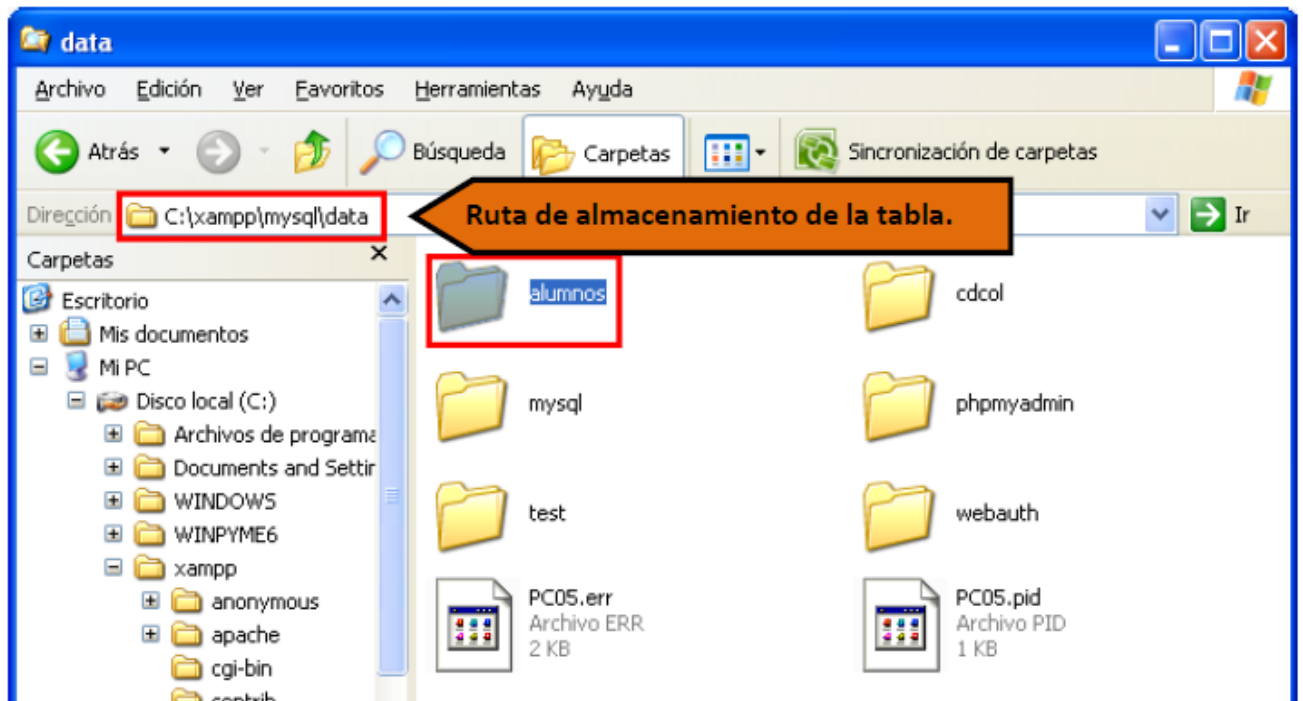 data
Archivo Edición Ver Favoritos Herramientas Ayuda
Atrás Búsqueda Carpetas Sincronización de carpetas
Dirección C:\xampp\mysql\data Ruta de almacenamiento de la tabla. Ir
Carpetas
Escritorio
Mis documentos
Mi PC
Disco local (C:)
Archivos de programa
Documents and Settin
WINDOWS
WINPYME6
xampp
anonymous
apache
cgi-bin
contrib
alumnos
cdcol
mysql
phpmyadmin
test
webauth
PC05.err
Archivo ERR
2 KB
PC05.pid
Archivo PID
1 KB